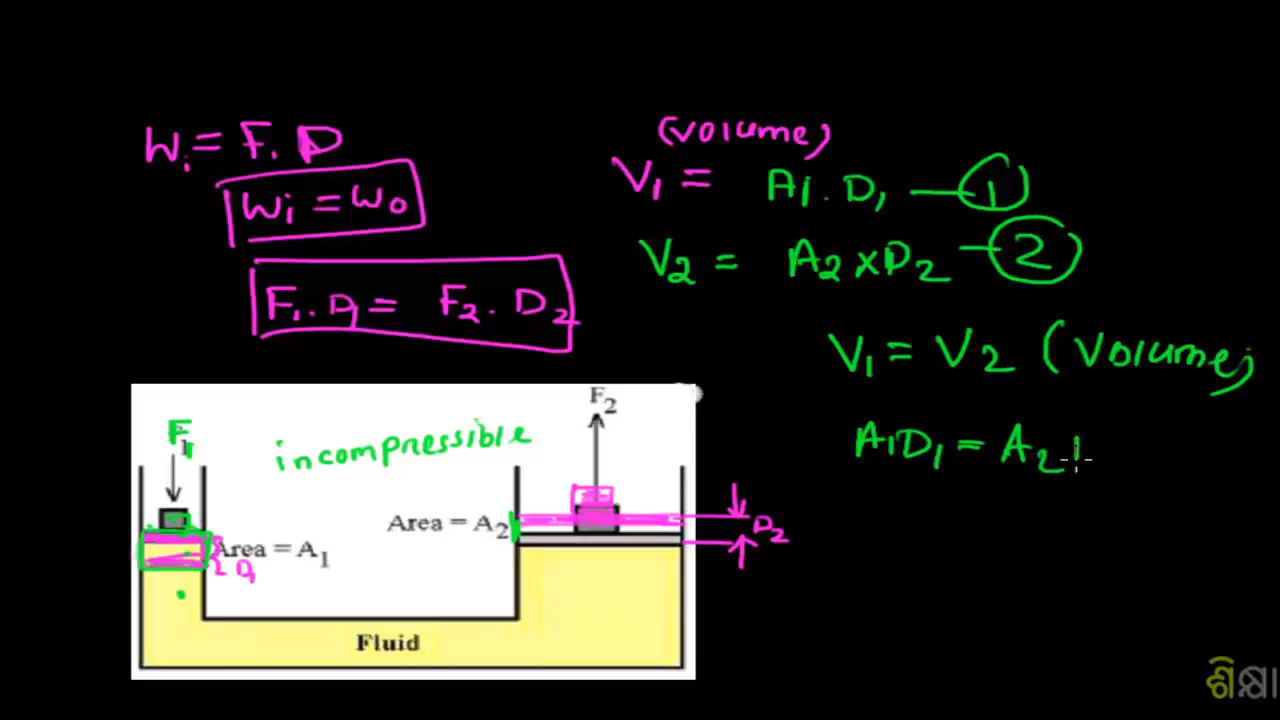 Wi = F. D
Wi = Wo
F1. D1 = F2. D2
(Volume)
V1 = A1. D1 — 1
V2 = A2 x D2 — 2
V1 = V2 (Volume)
A1D1 = A2
F1
F2
incompressible
Area = A2
D2
Area = A1
D1
Fluid
ଶିକ୍ଷା